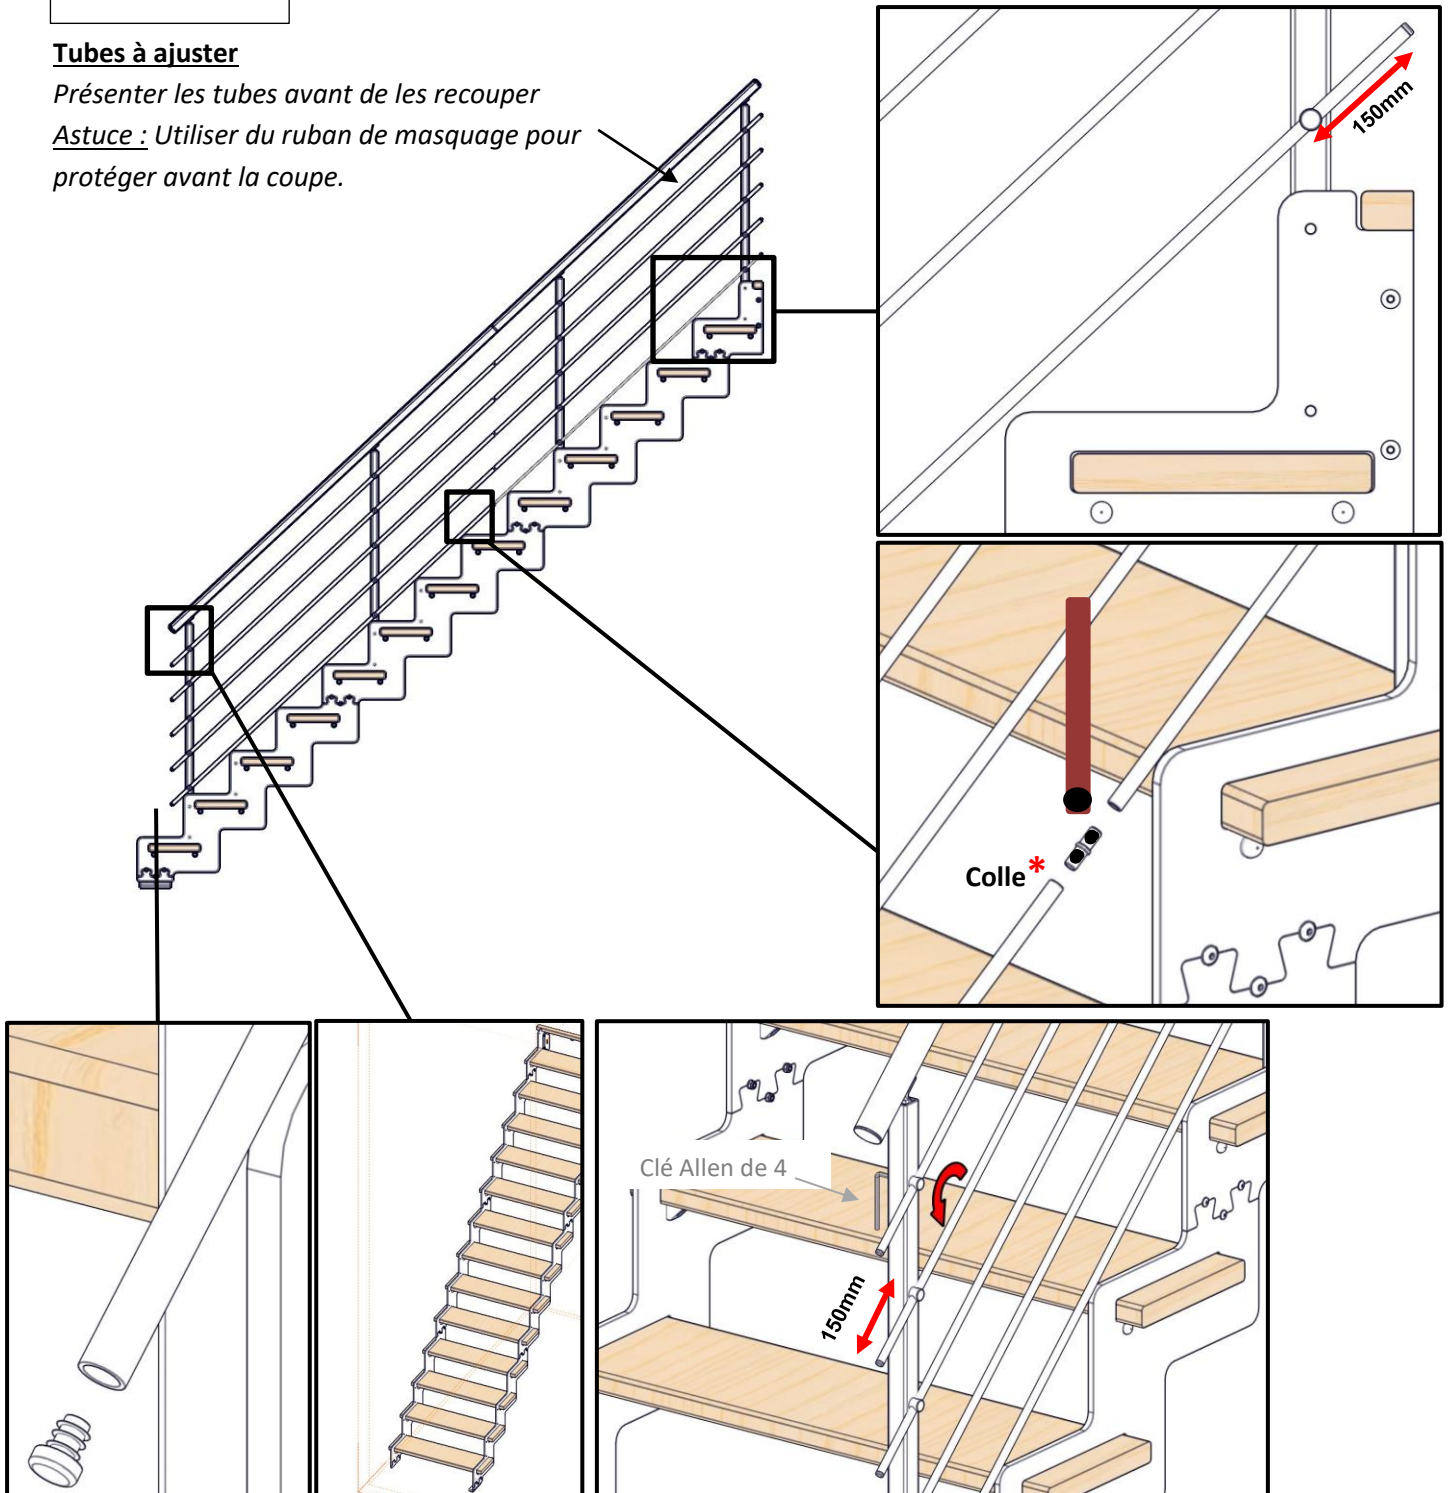 Tubes à ajuster
Présenter les tubes avant de les recouper
Astuce : Utiliser du ruban de masquage pour
protéger avant la coupe.
150mm
Colle*
Clé Allen de 4
150mm